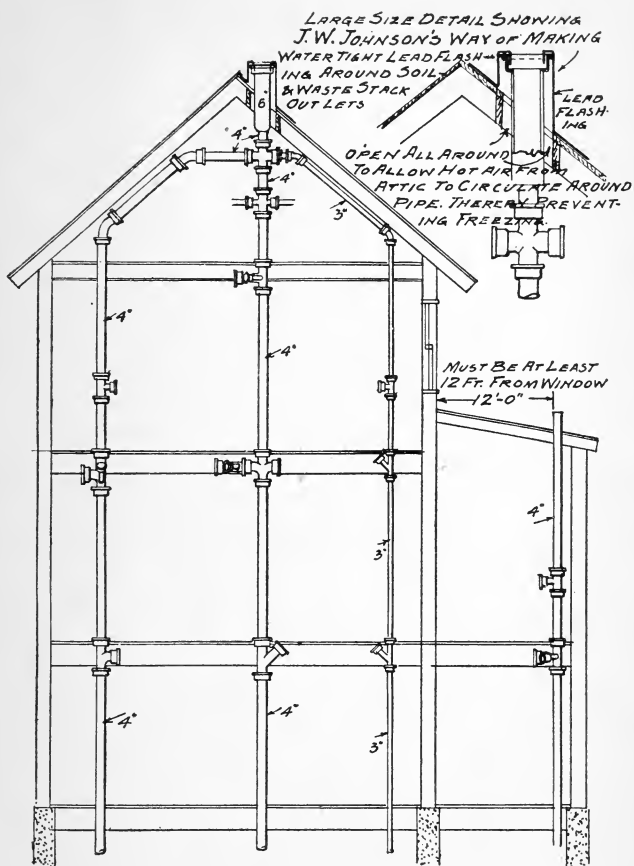 LARGE SIZE DETAIL SHOWING
J.W. JOHNSON'S WAY OF MAKING
WATER TIGHT LEAD FLASH-
ING AROUND SOIL
& WASTE STACK
OUT LETS
LEAD
FLASH-
ING
OPEN ALL AROUND
TO ALLOW HOT AIR FROM
ATTIC TO CIRCULATE AROUND
PIPE. THEREBY PREVENT-
ING FREEZING.
6"
4"
4"
3"
4"
4"
MUST BE AT LEAST
12 FT. FROM WINDOW
12'-0"
4"
3"
4"
4"
3"